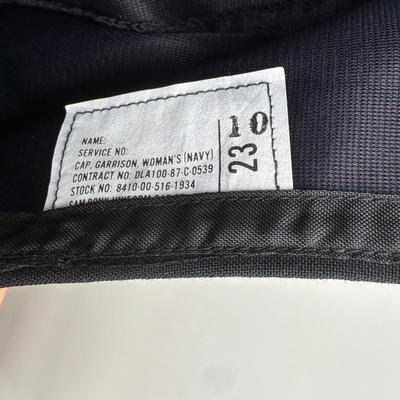 NAME:
SERVICE NO:
CAP, GARRISON, WOMAN'S (NAVY)
CONTRACT NO: DLA100-87-C-0539
STOCK NO: 8410-00-516-1934
10
23